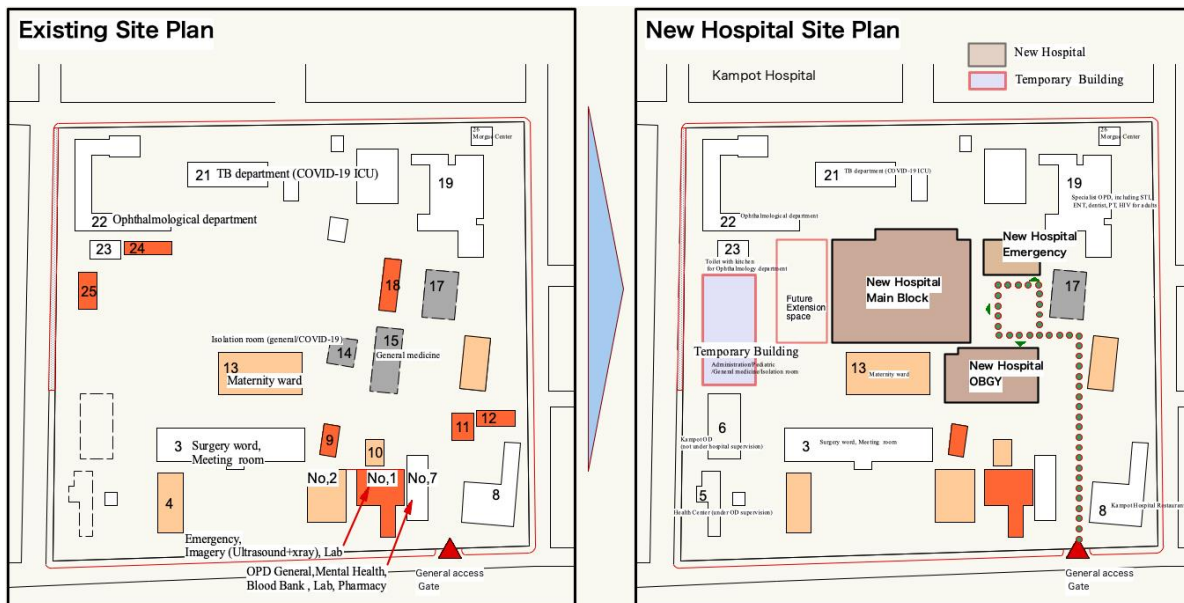 Existing Site Plan
26
Morgue Center
21
TB department (COVID-19 ICU)
19
22
Ophthalmological department
23
24
25
18
17
Isolation room (general/COVID-19)
14
15
General medicine
13
Maternity ward
9
11
12
3
Surgery word,
Meeting room
10
No,2
No,1
No,7
4
8
Emergency,
Imagery (Ultrasound+xray), Lab
OPD General,Mental Health,
Blood Bank , Lab, Pharmacy
General access
Gate
New Hospital Site Plan
New Hospital
Temporary Building
Kampot Hospital
26
Morgue Center
21
TB department (COVID-19 ICU)
19
Specialist OPD, including STI,
ENT, dentist, PT, HIV for adults
22
Ophthalmological department
23
Toilet with kitchen
for Ophthalmology department
New Hospital
Emergency
New Hospital
Main Block
Future
Extension
space
17
Temporary Building
Administration/Pediatric
/General medicine/Isolation room
13
Maternity ward
New Hospital
OBGY
6
Kampot OD
(not under hospital supervision)
3
Surgery word, Meeting room
5
Health Center (under OD supervision)
8
Kampot Hospital Restaurant
General access
Gate